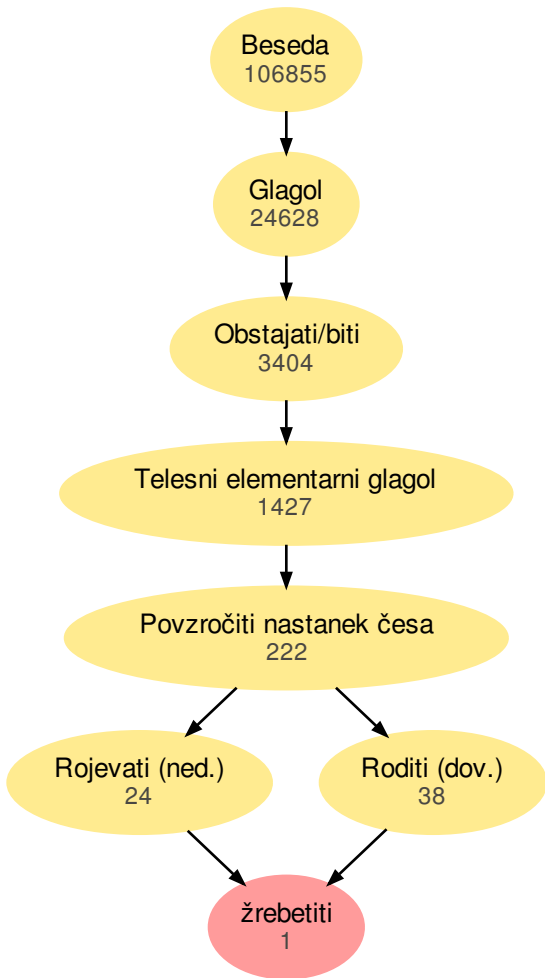 Beseda
106855
Glagol
24628
Obstajati/biti
3404
Telesni elementarni glagol
1427
Povzročiti nastanek česa
222
Rojevati (ned.)
24
Roditi (dov.)
38
žrebetiti
1